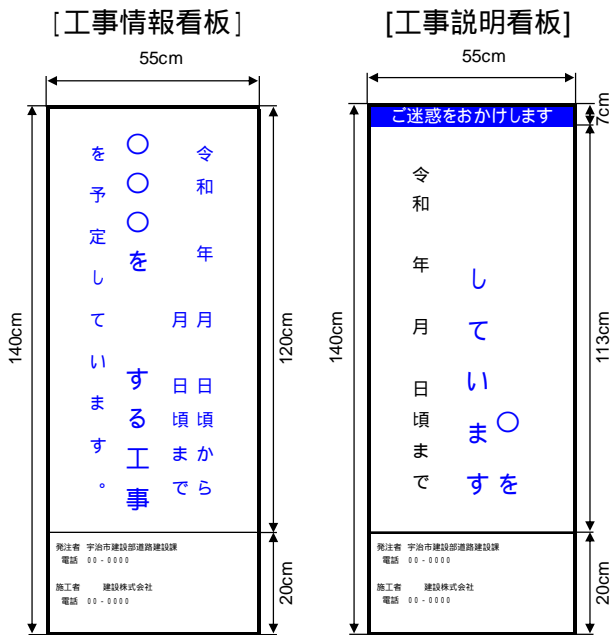 [工事情報看板]
55cm
140cm
令和　年　月　日頃から
月　日頃まで
〇〇〇を　する工事
を予定しています。
120cm
発注者 宇治市建設部道路建設課
電話 00-0000
施工者 建設株式会社
電話 00-0000
20cm
[工事説明看板]
55cm
ご迷惑をおかけします
7cm
140cm
〇を
しています
令和　年　月　日頃まで
113cm
発注者 宇治市建設部道路建設課
電話 00-0000
施工者 建設株式会社
電話 00-0000
20cm